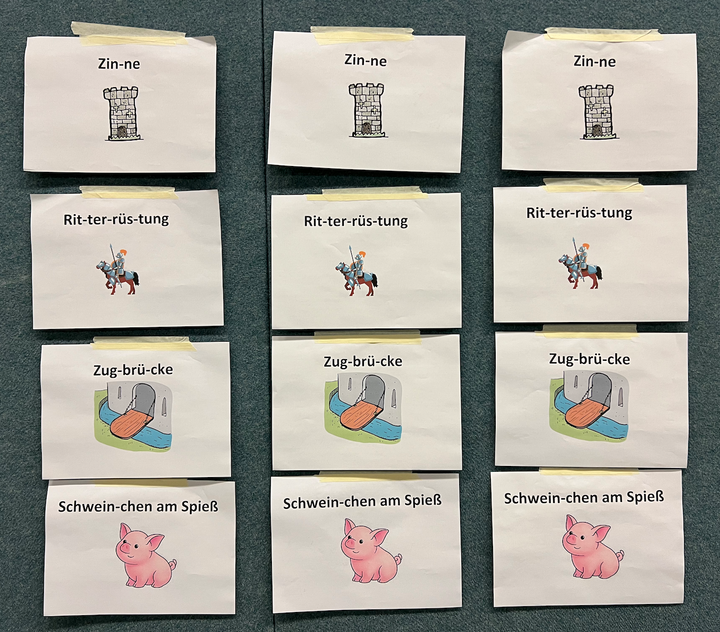 Zin-ne
Zin-ne
Zin-ne
Rit-ter-rüs-tung
Rit-ter-rüs-tung
Rit-ter-rüs-tung
Zug-brü-cke
Zug-brü-cke
Zug-brü-cke
Schwein-chen am Spieß
Schwein-chen am Spieß
Schwein-chen am Spieß